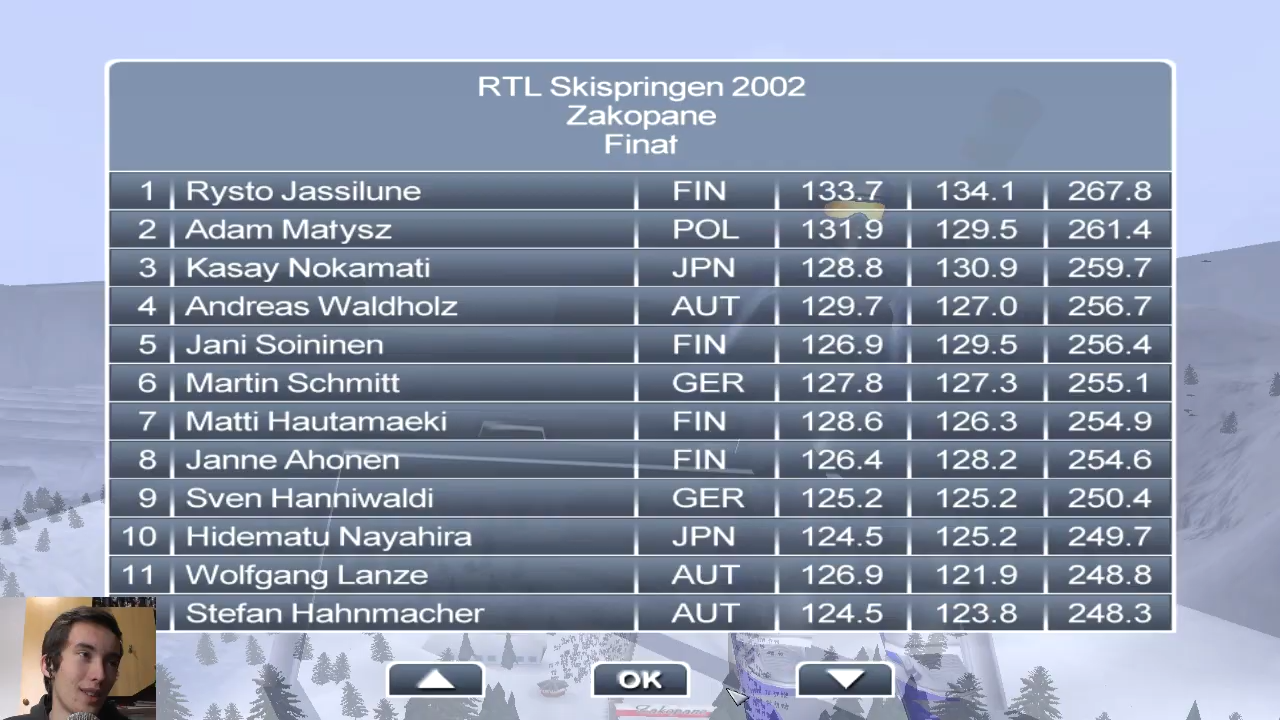 RTL Skispringen 2002
Zakopane
Finał
1 Rysto Jassilune FIN 133.7 134.1 267.8
2 Adam Małysz POL 131.9 129.5 261.4
3 Kasay Nokamati JPN 128.8 130.9 259.7
4 Andreas Waldholz AUT 129.7 127.0 256.7
5 Jani Soininen FIN 126.9 129.5 256.4
6 Martin Schmitt GER 127.8 127.3 255.1
7 Matti Hautamaeki FIN 128.6 126.3 254.9
8 Janne Ahonen FIN 126.4 128.2 254.6
9 Sven Hanniwaldi GER 125.2 125.2 250.4
10 Hidematu Nayahira JPN 124.5 125.2 249.7
11 Wolfgang Lanze AUT 126.9 121.9 248.8
Stefan Hahnmacher AUT 124.5 123.8 248.3
OK
Zakopane